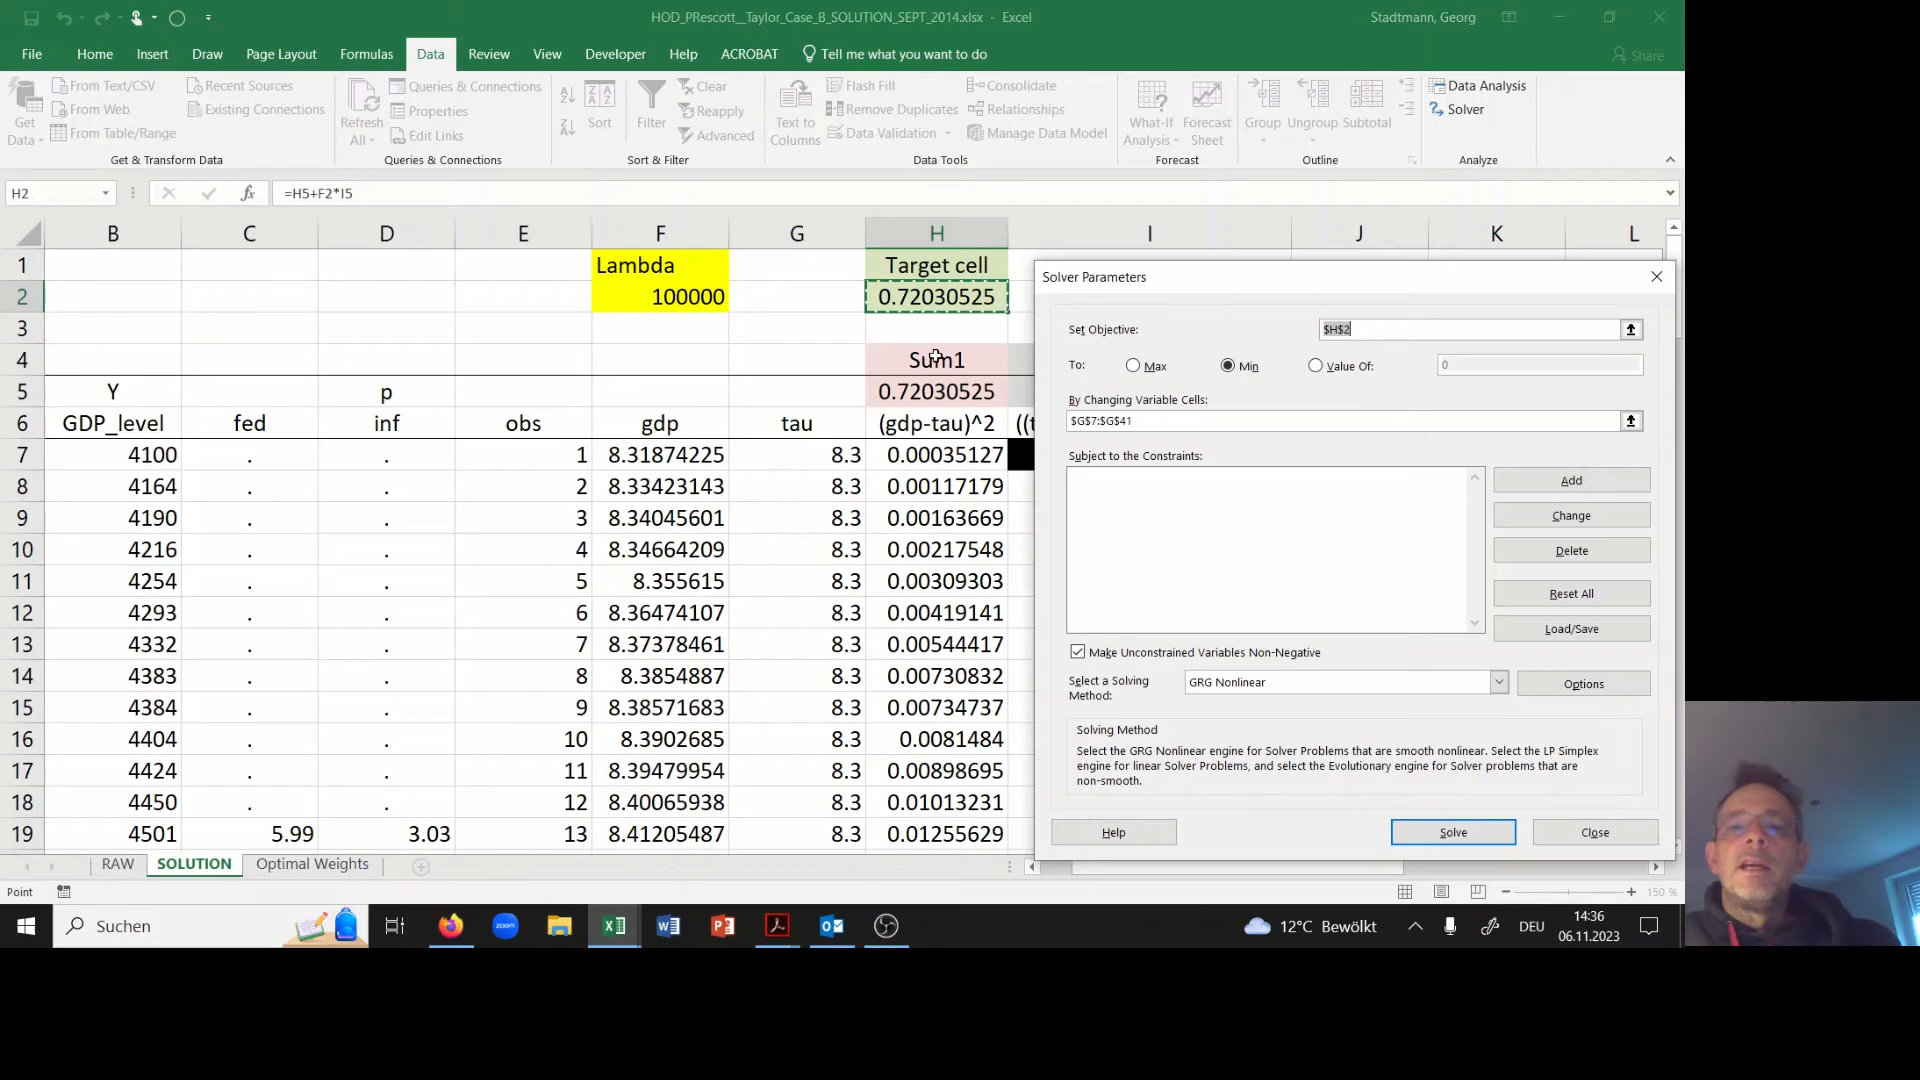 HOD_PRescott__Taylor_Case_B_SOLUTION_SEPT_2014.xlsx - Excel
Stadtmann, Georg
File Home Insert Draw Page Layout Formulas Data Review View Developer Help ACROBAT Tell me what you want to do Share
Get Data
From Text/CSV
From Web
From Table/Range
Recent Sources
Existing Connections
Get & Transform Data
Refresh All
Queries & Connections
Properties
Edit Links
Queries & Connections
Sort
Filter
Clear
Reapply
Advanced
Sort & Filter
Text to Columns
Flash Fill
Remove Duplicates
Data Validation
Consolidate
Relationships
Manage Data Model
Data Tools
What-If Analysis
Forecast Sheet
Forecast
Group
Ungroup
Subtotal
Outline
Data Analysis
Solver
Analyze
H2 fx =H5+F2*I5
B C D E F G H I J K L
1 Lambda Target cell
2 100000 0.72030525
3
4 Sum1
5 Y p 0.72030525
6 GDP_level fed inf obs gdp tau (gdp-tau)^2 ((t
7 4100 . . 1 8.31874225 8.3 0.00035127
8 4164 . . 2 8.33423143 8.3 0.00117179
9 4190 . . 3 8.34045601 8.3 0.00163669
10 4216 . . 4 8.34664209 8.3 0.00217548
11 4254 . . 5 8.355615 8.3 0.00309303
12 4293 . . 6 8.36474107 8.3 0.00419141
13 4332 . . 7 8.37378461 8.3 0.00544417
14 4383 . . 8 8.3854887 8.3 0.00730832
15 4384 . . 9 8.38571683 8.3 0.00734737
16 4404 . . 10 8.3902685 8.3 0.0081484
17 4424 . . 11 8.39479954 8.3 0.00898695
18 4450 . . 12 8.40065938 8.3 0.01013231
19 4501 5.99 3.03 13 8.41205487 8.3 0.01255629
Solver Parameters
Set Objective: $H$2
To: Max Min Value Of: 0
By Changing Variable Cells:
$G$7:$G$41
Subject to the Constraints:
Add
Change
Delete
Reset All
Load/Save
Make Unconstrained Variables Non-Negative
Select a Solving Method:
GRG Nonlinear
Options
Solving Method
Select the GRG Nonlinear engine for Solver Problems that are smooth nonlinear. Select the LP Simplex
engine for linear Solver Problems, and select the Evolutionary engine for Solver problems that are
non-smooth.
Help Solve Close
RAW SOLUTION Optimal Weights
Point 150 %
Suchen
zoom
12°C Bewölkt
DEU
14:36
06.11.2023